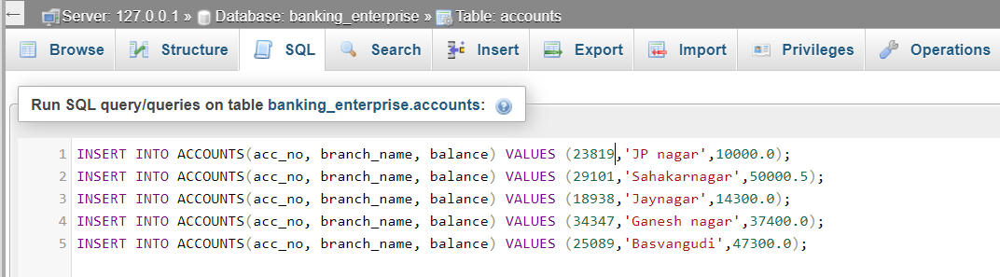 Server: 127.0.0.1 » Database: banking_enterprise » Table: accounts
Browse Structure SQL Search Insert Export Import Privileges Operations
Run SQL query/queries on table banking_enterprise.accounts:
1 INSERT INTO ACCOUNTS(acc_no, branch_name, balance) VALUES (23819,'JP nagar',10000.0);
2 INSERT INTO ACCOUNTS(acc_no, branch_name, balance) VALUES (29101,'Sahakarnagar',50000.5);
3 INSERT INTO ACCOUNTS(acc_no, branch_name, balance) VALUES (18938,'Jaynagar',14300.0);
4 INSERT INTO ACCOUNTS(acc_no, branch_name, balance) VALUES (34347,'Ganesh nagar',37400.0);
5 INSERT INTO ACCOUNTS(acc_no, branch_name, balance) VALUES (25089,'Basvangudi',47300.0);